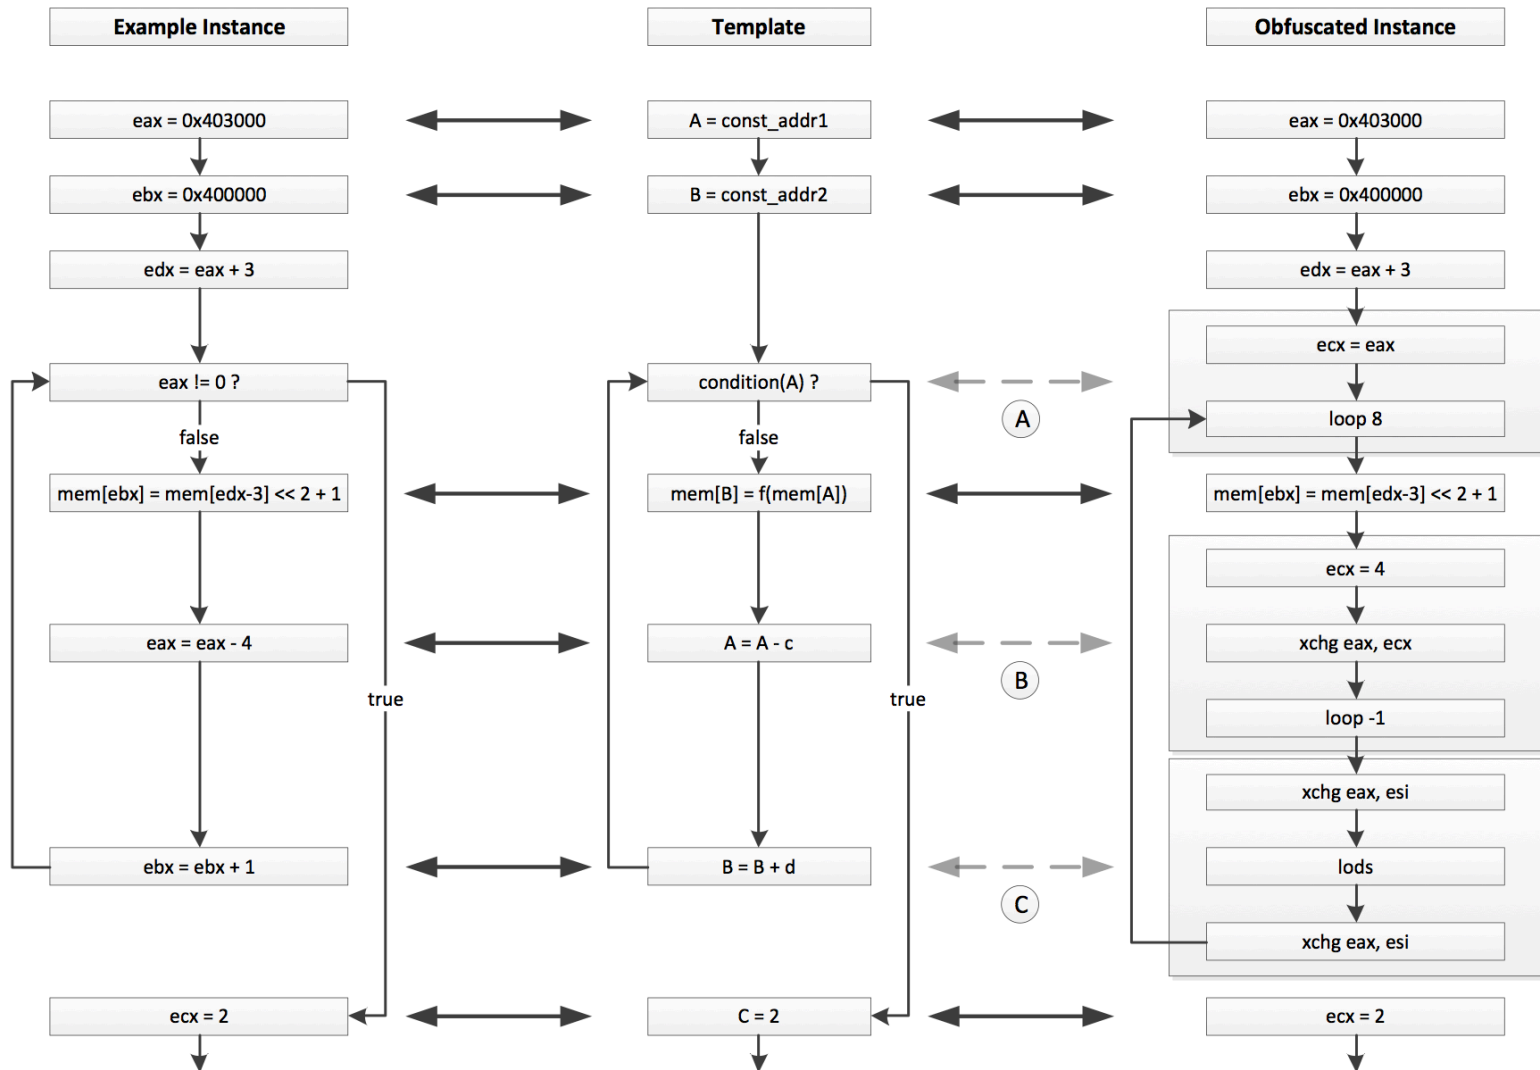 Example Instance
Template
Obfuscated Instance
eax = 0x403000
A = const_addr1
eax = 0x403000
ebx = 0x400000
B = const_addr2
ebx = 0x400000
edx = eax + 3
edx = eax + 3
ecx = eax
eax != 0 ?
condition(A) ?
A
loop 8
false
false
mem[ebx] = mem[edx-3] << 2 + 1
mem[B] = f(mem[A])
mem[ebx] = mem[edx-3] << 2 + 1
ecx = 4
eax = eax - 4
A = A - c
xchg eax, ecx
B
true
true
loop -1
xchg eax, esi
ebx = ebx + 1
B = B + d
lods
C
xchg eax, esi
ecx = 2
C = 2
ecx = 2